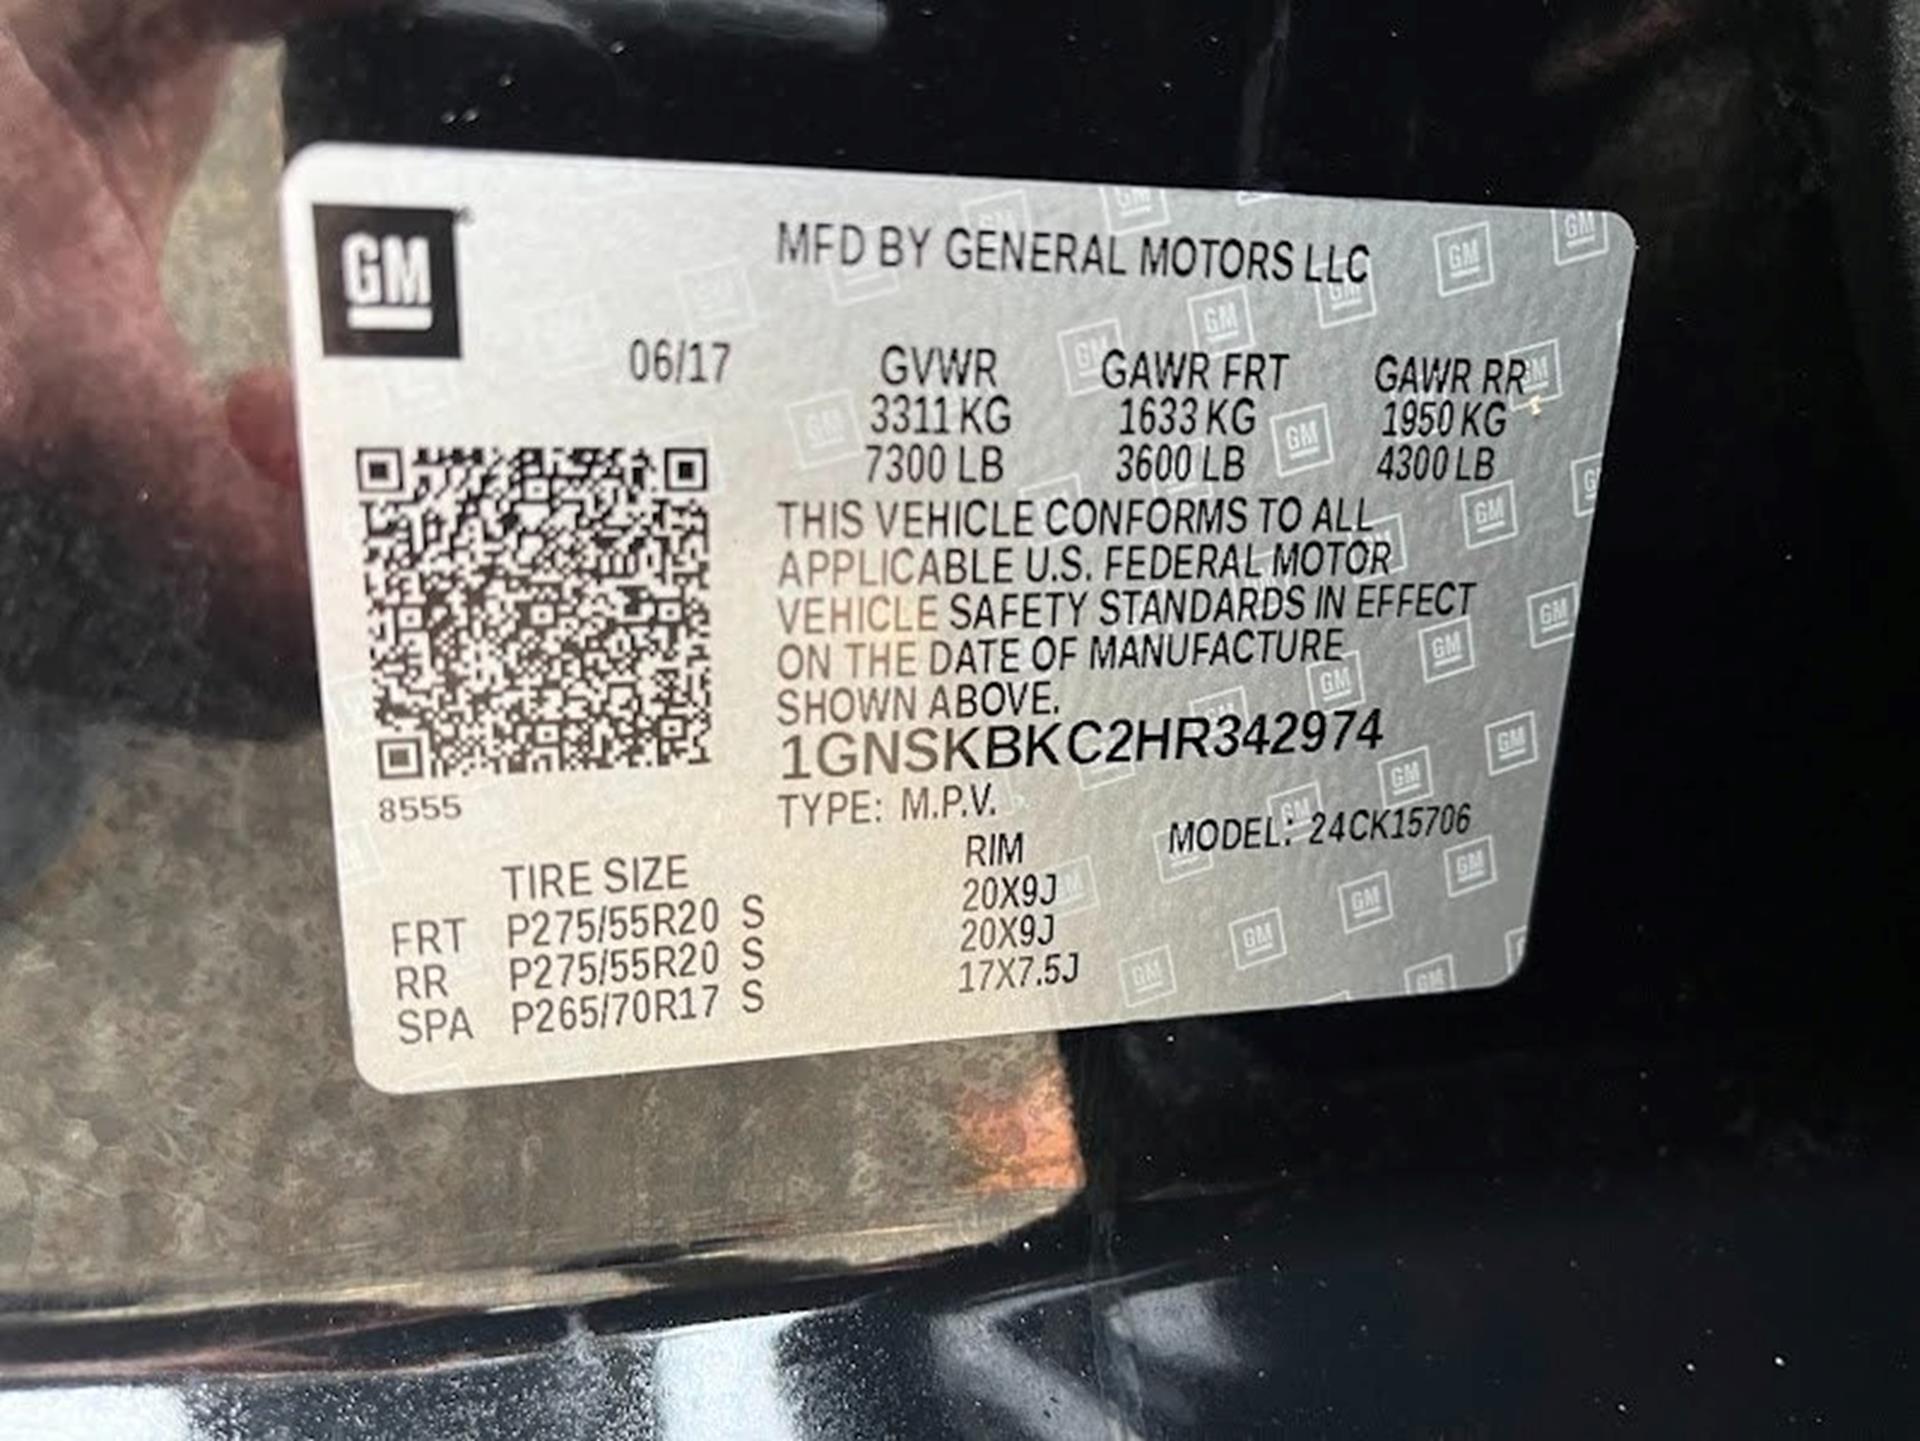 GM
MFD BY GENERAL MOTORS LLC
06/17 GVWR GAWR FRT GAWR RR
3311 KG 1633 KG 1950 KG
7300 LB 3600 LB 4300 LB
THIS VEHICLE CONFORMS TO ALL
APPLICABLE U.S. FEDERAL MOTOR
VEHICLE SAFETY STANDARDS IN EFFECT
ON THE DATE OF MANUFACTURE
SHOWN ABOVE.
1GNSKBKC2HR342974
8555 TYPE: M.P.V. MODEL: 24CK15706
TIRE SIZE RIM
FRT P275/55R20 S 20X9J
RR P275/55R20 S 20X9J
SPA P265/70R17 S 17X7.5J